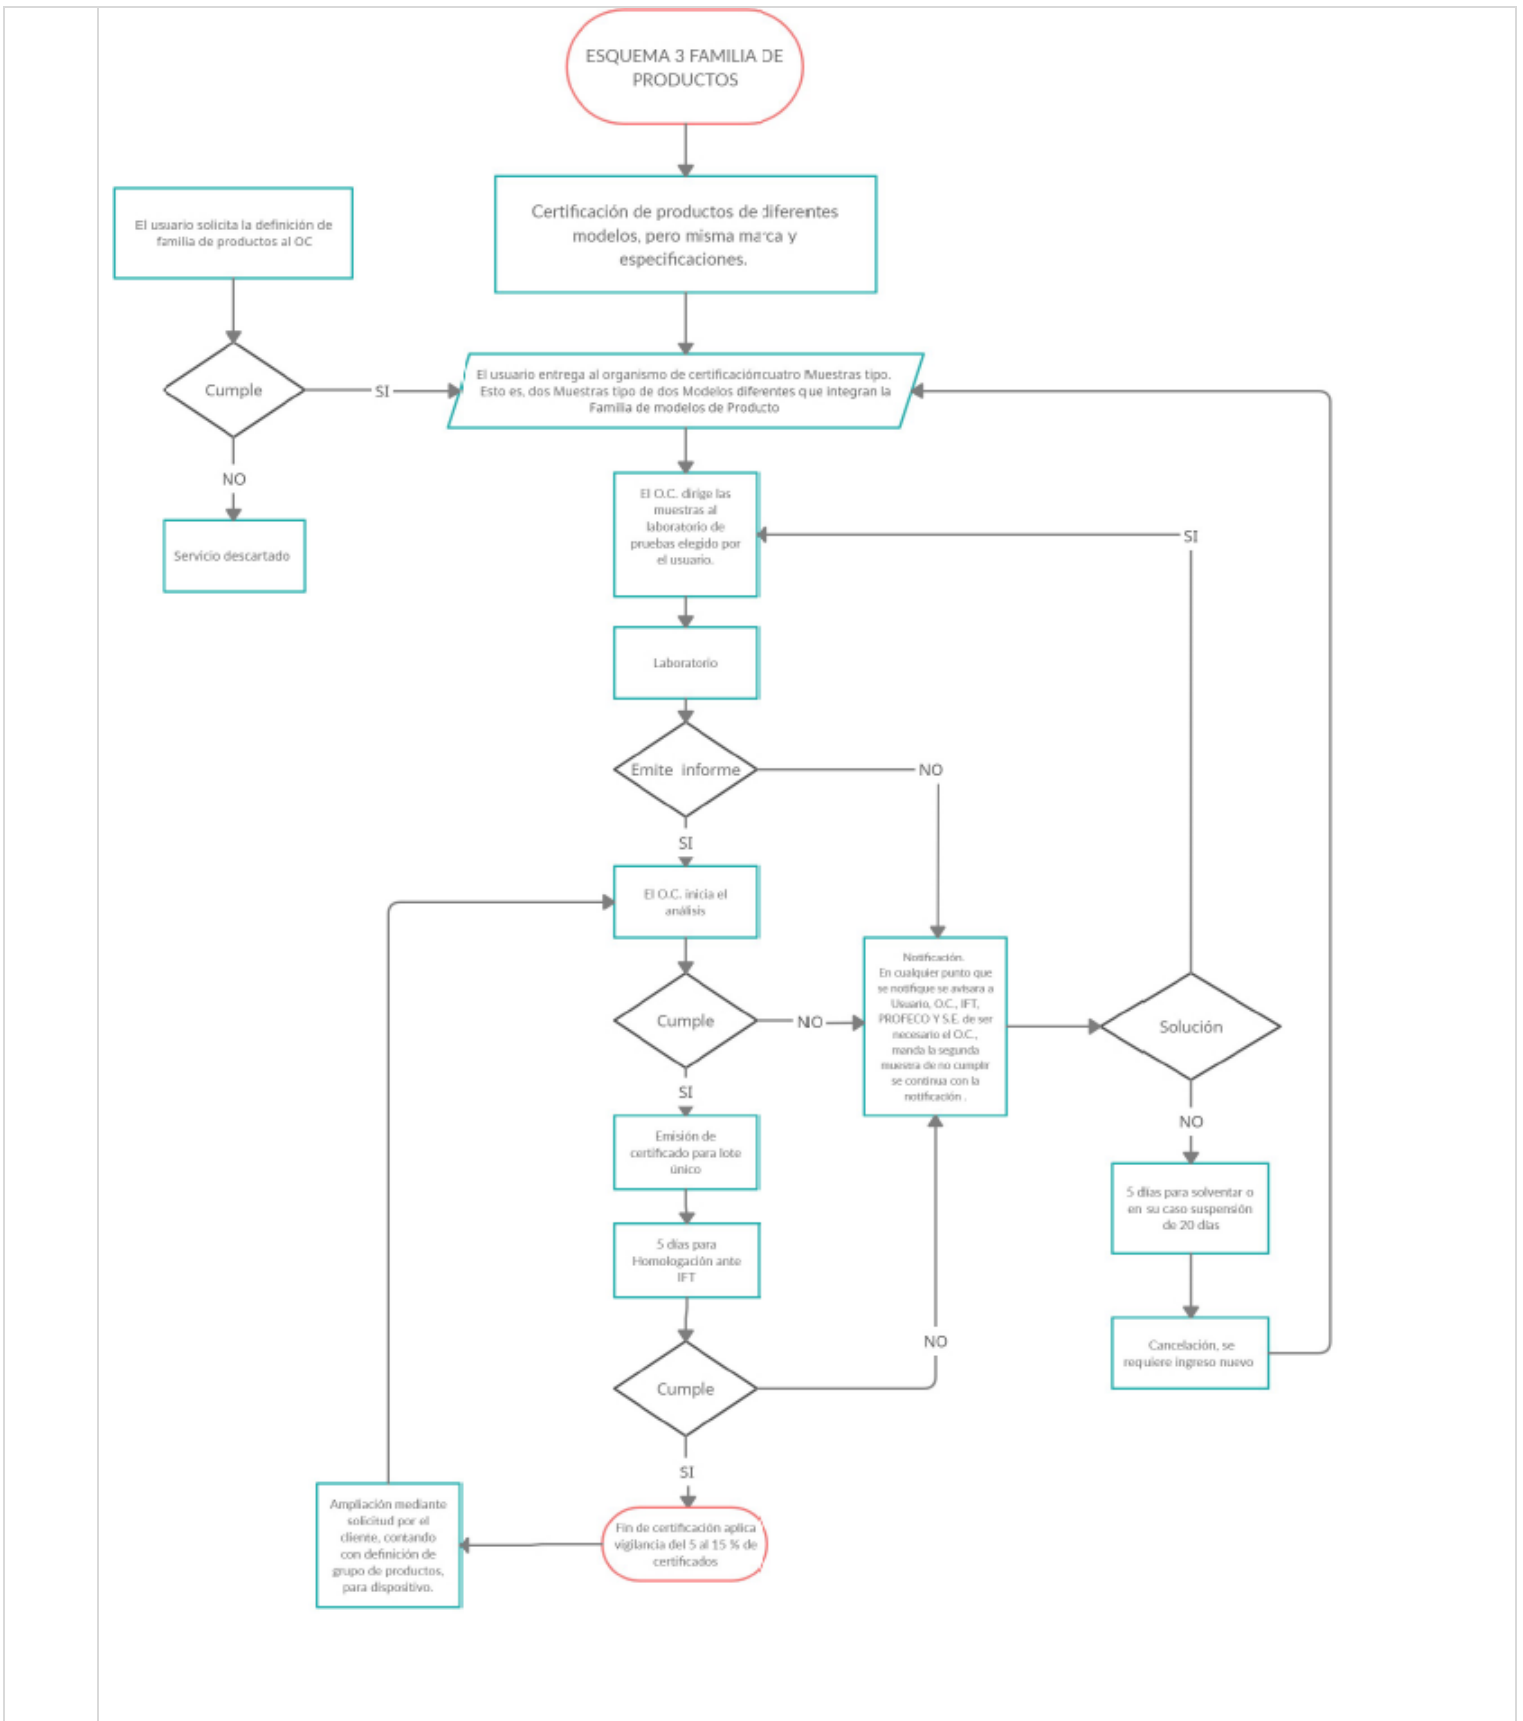 ESQUEMA 3 FAMILIA DE
PRODUCTOS
El usuario solicita la definición de
familia de productos al OC
Certificación de productos de diferentes
modelos, pero misma marca y
especificaciones.
Cumple
SI
NO
Servicio descartado
El usuario entrega al organismo de certificacióncuatro Muestras tipo.
Esto es, dos Muestras tipo de dos Modelos diferentes que integran la
Familia de modelos de Producto
El O.C. dirige las
muestras al
laboratorio de
pruebas elegido por
el usuario.
SI
Laboratorio
Emite informe
NO
SI
El O.C. inicia el
análisis
Cumple
NO
Notificación.
En cualquier punto que
se notifique se avisara a
Usuario, O.C., IFT,
PROFECO Y S.E. de ser
necesario el O.C.,
manda la segunda
muestra de no cumplir
se continua con la
notificación .
Solución
SI
NO
Emisión de
certificado para lote
único
5 días para solventar o
en su caso suspensión
de 20 días
5 días para
Homologación ante
IFT
NO
Cancelación, se
requiere ingreso nuevo
Cumple
SI
Ampliación mediante
solicitud por el
cliente, contando
con definición de
grupo de productos,
para dispositivo.
Fin de certificación aplica
vigilancia del 5 al 15 % de
certificados